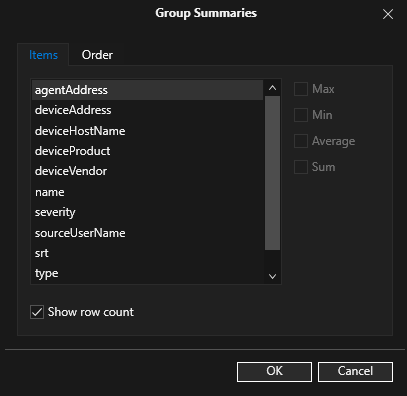 Group Summaries
Items
Order
agentAddress
deviceAddress
deviceHostName
deviceProduct
deviceVendor
name
severity
sourceUserName
srt
type
Max
Min
Average
Sum
Show row count
OK
Cancel